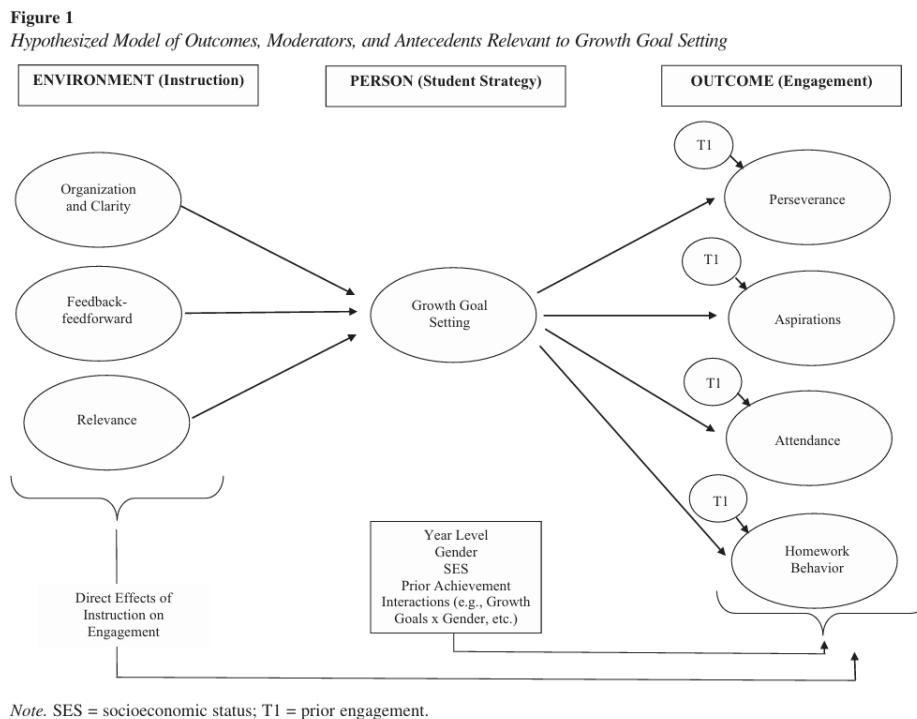 Figure 1
Hypothesized Model of Outcomes, Moderators, and Antecedents Relevant to Growth Goal Setting
ENVIRONMENT (Instruction)
PERSON (Student Strategy)
OUTCOME (Engagement)
Organization
and Clarity
Feedback-
feedforward
Relevance
Growth Goal
Setting
T1
Perseverance
T1
Aspirations
T1
Attendance
T1
Homework
Behavior
Year Level
Gender
SES
Prior Achievement
Interactions (e.g., Growth
Goals x Gender, etc.)
Direct Effects of
Instruction on
Engagement
Note. SES = socioeconomic status; T1 = prior engagement.